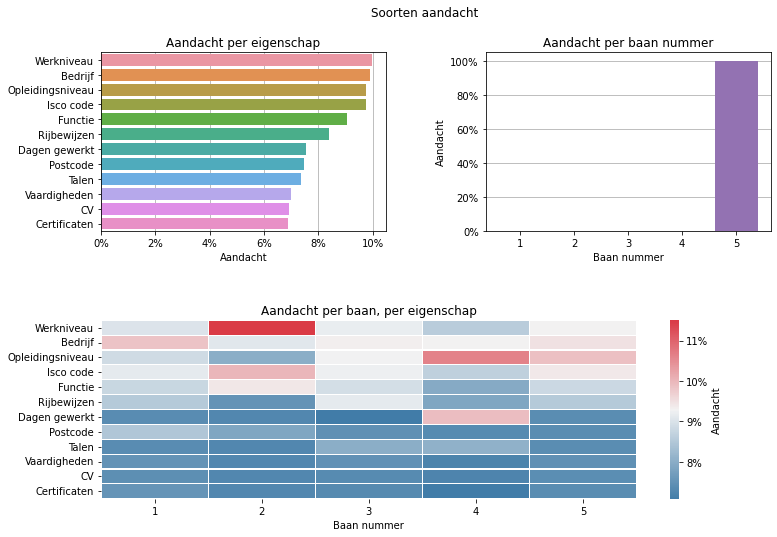 Soorten aandacht
Aandacht per eigenschap
Werkniveau
Bedrijf
Opleidingsniveau
Isco code
Functie
Rijbewijzen
Dagen gewerkt
Postcode
Talen
Vaardigheden
CV
Certificaten
0% 2% 4% 6% 8% 10%
Aandacht
Aandacht per baan nummer
100%
80%
60%
40%
20%
0%
Aandacht
1 2 3 4 5
Baan nummer
Aandacht per baan, per eigenschap
Werkniveau
Bedrijf
Opleidingsniveau
Isco code
Functie
Rijbewijzen
Dagen gewerkt
Postcode
Talen
Vaardigheden
CV
Certificaten
1 2 3 4 5
Baan nummer
11%
10%
9%
8%
Aandacht